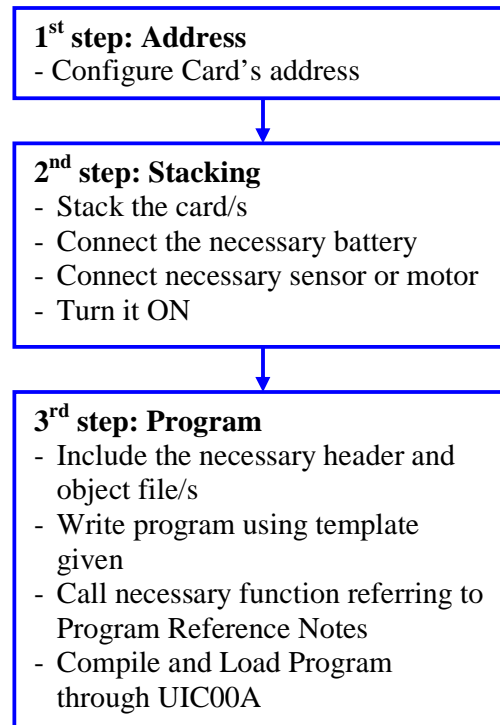 1st step: Address
- Configure Card's address
2nd step: Stacking
- Stack the card/s
- Connect the necessary battery
- Connect necessary sensor or motor
- Turn it ON
3rd step: Program
- Include the necessary header and
object file/s
- Write program using template
given
- Call necessary function referring to
Program Reference Notes
- Compile and Load Program
through UIC00A